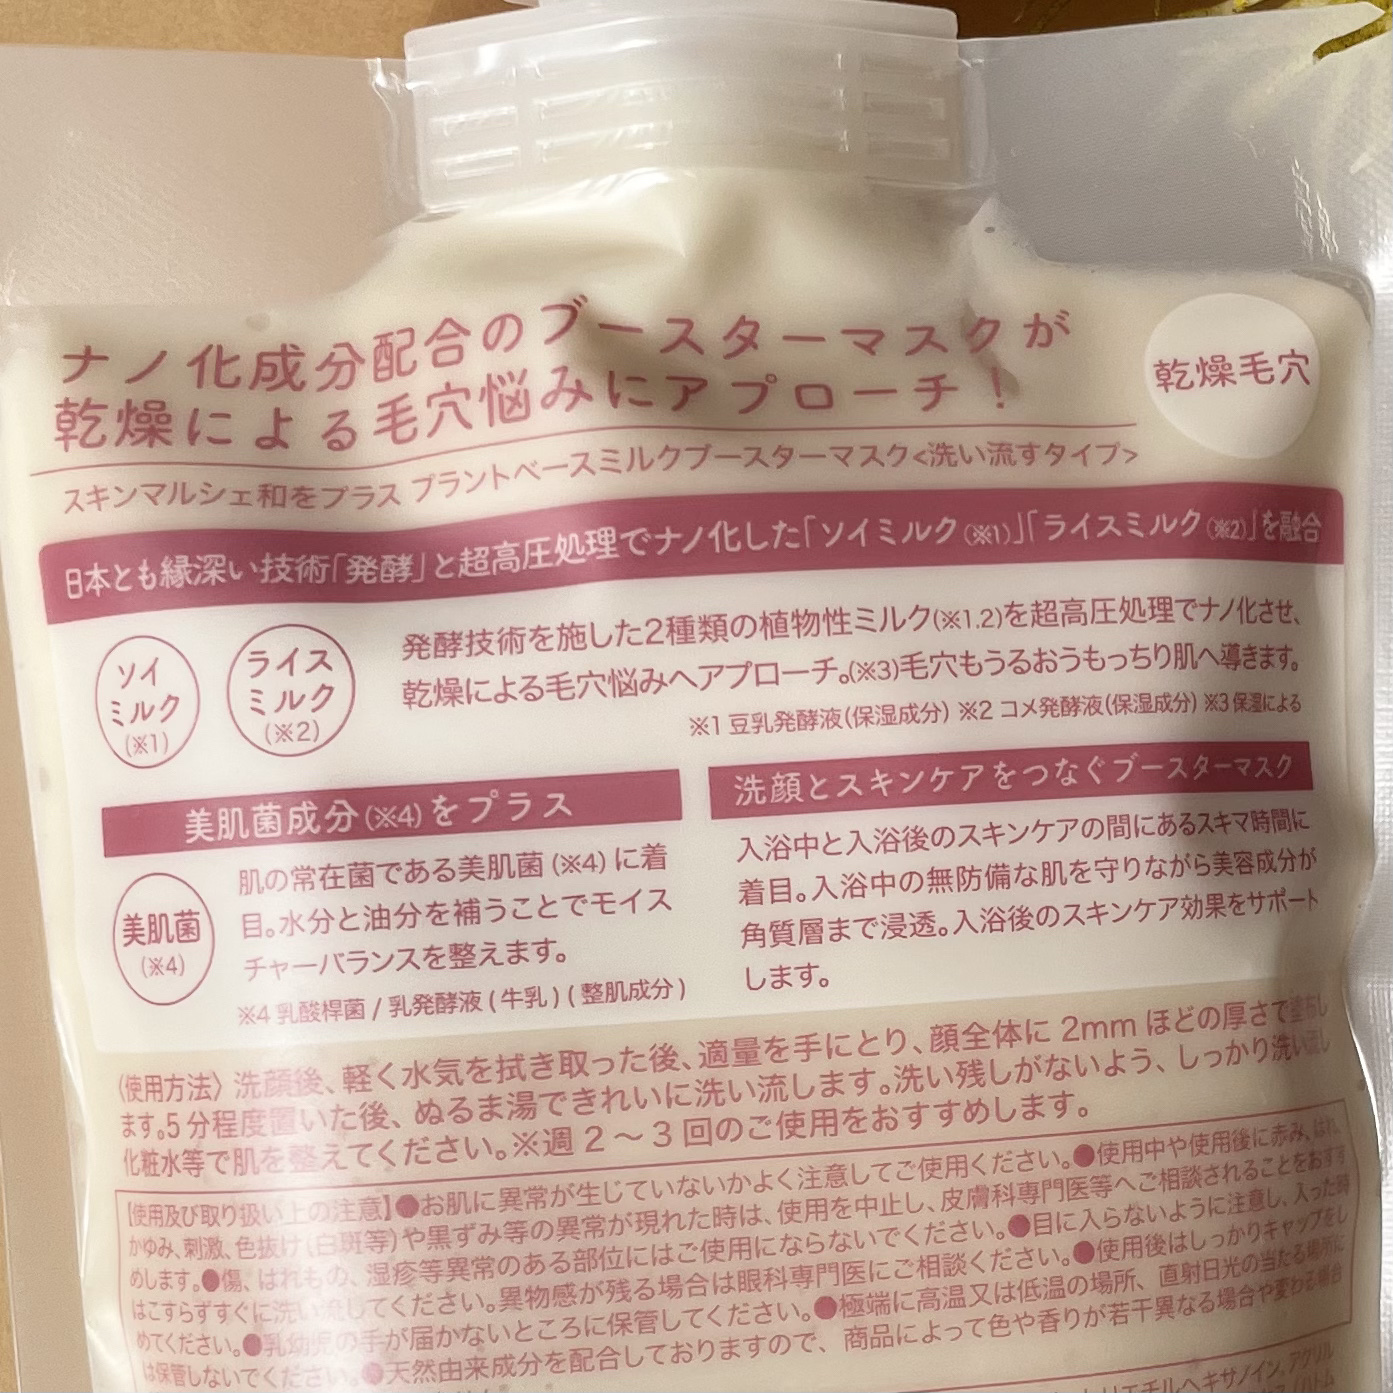 ナノ化成分配合のブースターマスクが
乾燥による毛穴悩みにアプローチ!
乾燥毛穴
スキンマルシェ和をプラス プラントベースミルクブースターマスク<洗い流すタイプ>
日本とも縁深い技術「発酵」と超高圧処理でナノ化した「ソイミルク(※1)」「ライスミルク(※2)」を融合
ソイ
ミルク
(※1)
ライス
ミルク
(※2)
発酵技術を施した2種類の植物性ミルク(※1.2)を超高圧処理でナノ化させ、
乾燥による毛穴悩みへアプローチ。(※3)毛穴もうるおうもっちり肌へ導きます。
※1 豆乳発酵液(保湿成分) ※2 コメ発酵液(保湿成分) ※3 保湿による
美肌菌成分(※4)をプラス
美肌菌
(※4)
肌の常在菌である美肌菌(※4)に着
目。水分と油分を補うことでモイス
チャーバランスを整えます。
※4 乳酸桿菌 / 乳発酵液 ( 牛乳 ) ( 整肌成分 )
洗顔とスキンケアをつなぐブースターマスク
入浴中と入浴後のスキンケアの間にあるスキマ時間に
着目。入浴中の無防備な肌を守りながら美容成分が
角質層まで浸透。入浴後のスキンケア効果をサポート
します。
〈使用方法〉洗顔後、軽く水気を拭き取った後、適量を手にとり、顔全体に 2mm ほどの厚さで塗布し
ます。5 分程度置いた後、ぬるま湯できれいに洗い流します。洗い残しがないよう、しっかり洗い流し
化粧水等で肌を整えてください。※週 2 〜 3 回のご使用をおすすめします。
【使用及び取り扱い上の注意】●お肌に異常が生じていないかよく注意してご使用ください。●使用中や使用後に赤み、はれ、
かゆみ、刺激、色抜け(白斑等)や黒ずみ等の異常が現れた時は、使用を中止し、皮膚科専門医等へご相談されることをおすす
めします。●傷、はれもの、湿疹等異常のある部位にはご使用にならないでください。●目に入らないように注意し、入った時
はこすらずすぐに洗い流してください。異物感が残る場合は眼科専門医にご相談ください。●使用後はしっかりキャップをし
めてください。●乳幼児の手が届かないところに保管してください。●極端に高温又は低温の場所、直射日光の当たる場所に
は保管しないでください。●天然由来成分を配合しておりますので、商品によって色や香りが若干異なる場合や変わる場合
エチルヘキサノイン、アクリル